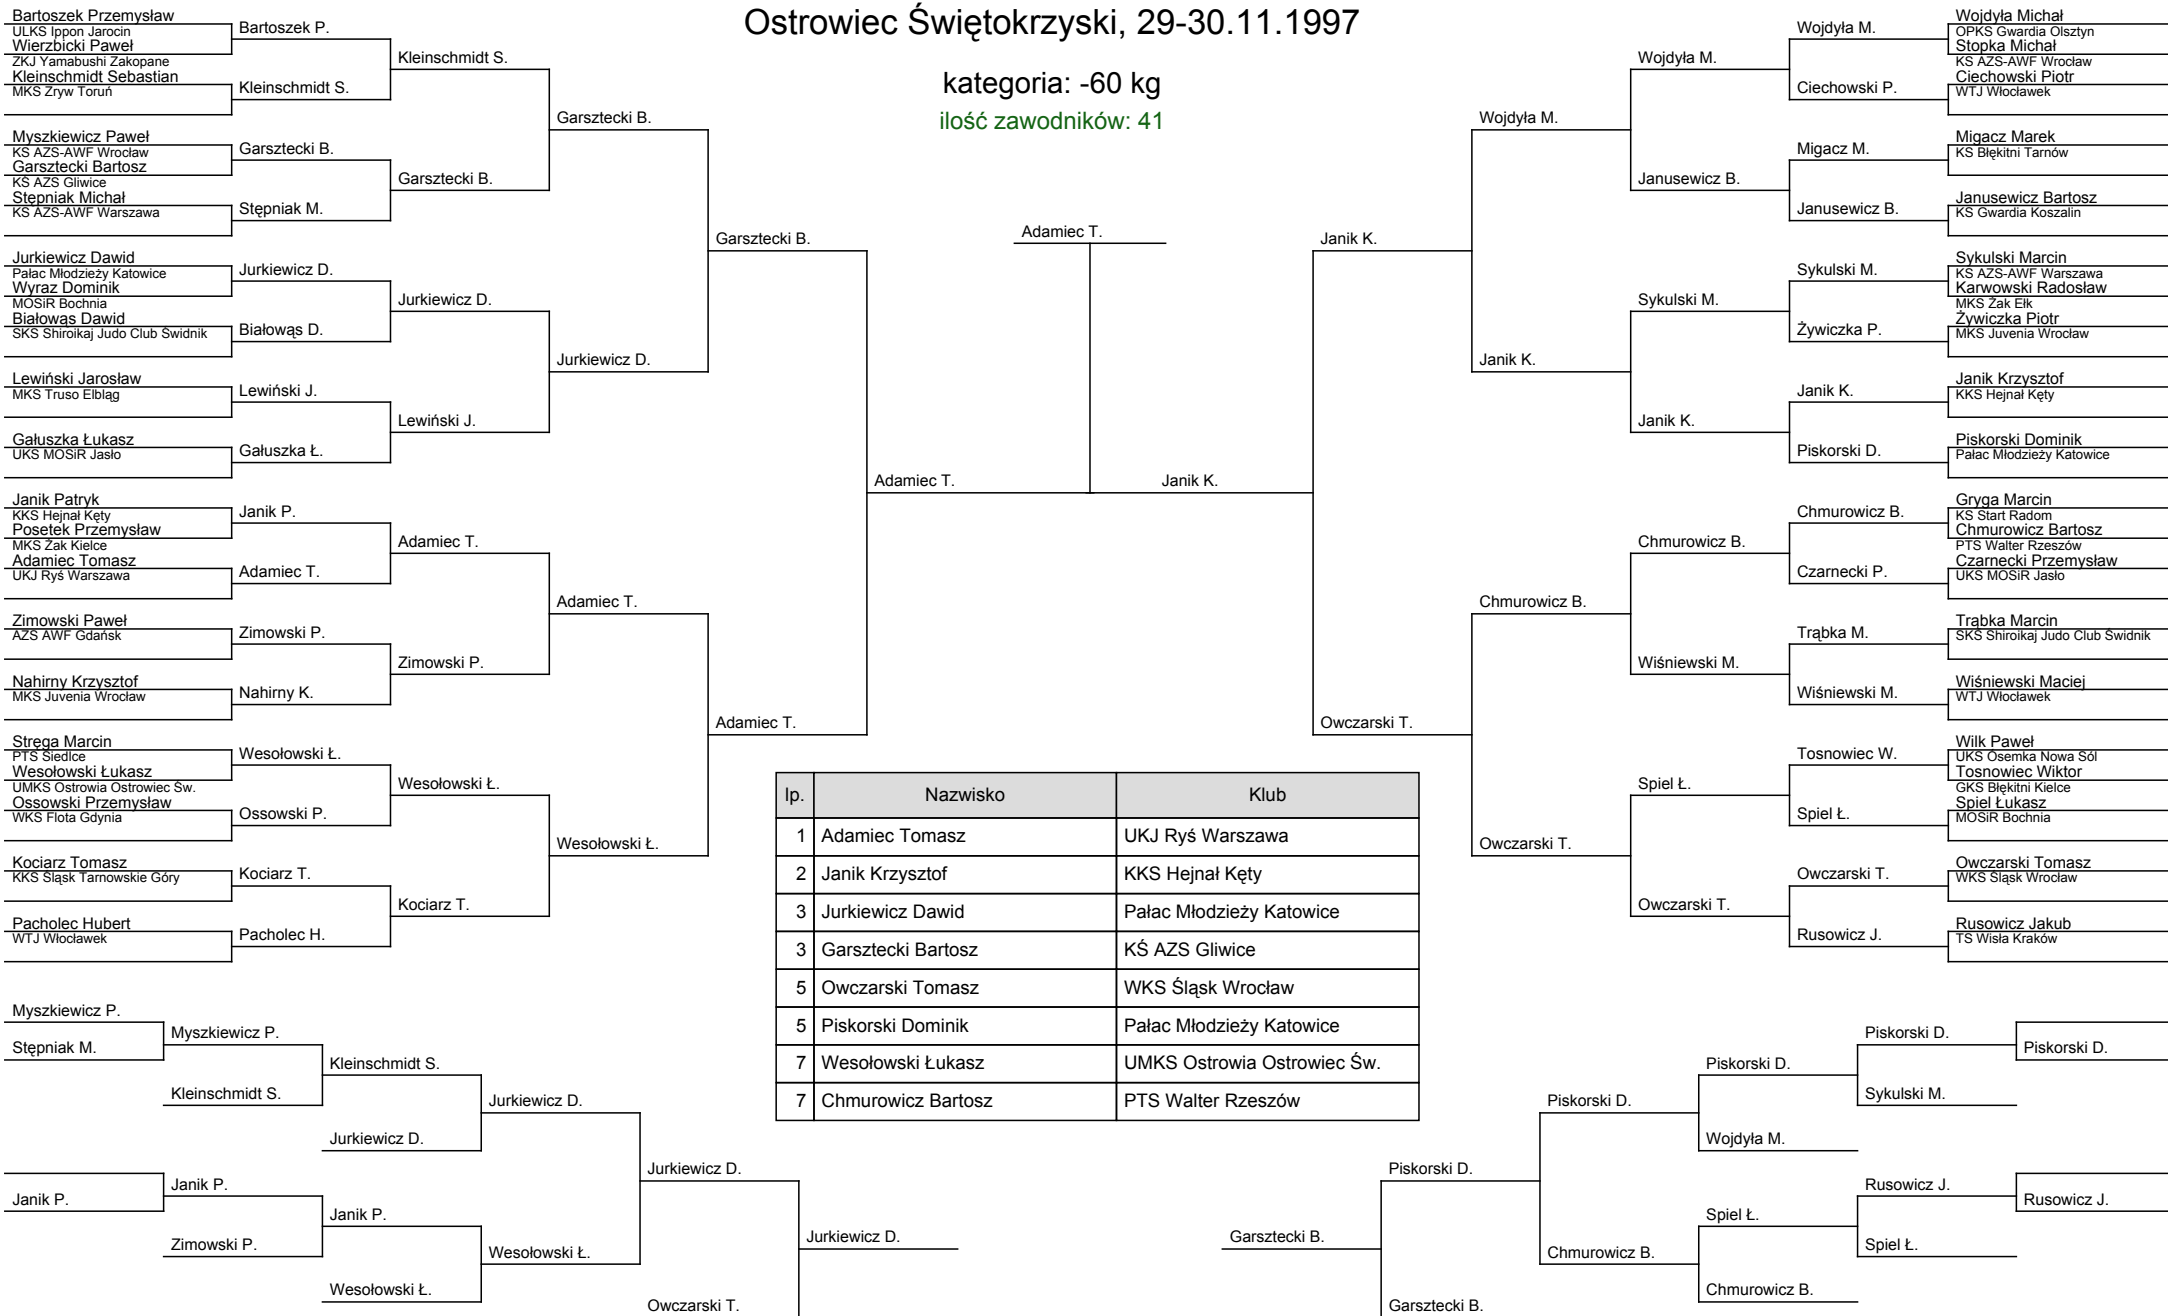 Ostrowiec Świętokrzyski, 29-30.11.1997
kategoria: -60 kg
ilość zawodników: 41
Bartoszek Przemysław
ULKS Ippon Jarocin
Wierzbicki Paweł
ZKJ Yamabushi Zakopane
Kleinschmidt Sebastian
MKS Zryw Toruń
Myszkiewicz Paweł
KS AZS-AWF Wrocław
Garsztecki Bartosz
KŚ AZS Gliwice
Stępniak Michał
KS AZS-AWF Warszawa
Jurkiewicz Dawid
Pałac Młodzieży Katowice
Wyraz Dominik
MOSiR Bochnia
Białowąs Dawid
SKS Shiroikaj Judo Club Świdnik
Lewiński Jarosław
MKS Truso Elbląg
Gałuszka Łukasz
UKS MOSiR Jasło
Janik Patryk
KKS Hejnał Kęty
Posetek Przemysław
MKS Żak Kielce
Adamiec Tomasz
UKJ Ryś Warszawa
Zimowski Paweł
AZS AWF Gdańsk
Nahirny Krzysztof
MKS Juvenia Wrocław
Stręga Marcin
PTS Siedlce
Wesołowski Łukasz
UMKS Ostrowia Ostrowiec Św.
Ossowski Przemysław
WKS Flota Gdynia
Kociarz Tomasz
KKS Śląsk Tarnowskie Góry
Pacholec Hubert
WTJ Włocławek
Bartoszek P.
Kleinschmidt S.
Garsztecki B.
Stępniak M.
Jurkiewicz D.
Białowąs D.
Lewiński J.
Gałuszka Ł.
Janik P.
Adamiec T.
Zimowski P.
Nahirny K.
Wesołowski Ł.
Ossowski P.
Kociarz T.
Pacholec H.
Kleinschmidt S.
Garsztecki B.
Jurkiewicz D.
Lewiński J.
Adamiec T.
Zimowski P.
Wesołowski Ł.
Kociarz T.
Garsztecki B.
Jurkiewicz D.
Adamiec T.
Wesołowski Ł.
Garsztecki B.
Adamiec T.
Adamiec T.
Adamiec T.
Janik K.
Janik K.
Owczarski T.
Wojdyła M.
Janik K.
Chmurowicz B.
Owczarski T.
Wojdyła M.
Janusewicz B.
Sykulski M.
Janik K.
Chmurowicz B.
Wiśniewski M.
Spiel Ł.
Owczarski T.
Wojdyła M.
Ciechowski P.
Migacz M.
Janusewicz B.
Sykulski M.
Żywiczka P.
Janik K.
Piskorski D.
Chmurowicz B.
Czarnecki P.
Trąbka M.
Wiśniewski M.
Tosnowiec W.
Spiel Ł.
Owczarski T.
Rusowicz J.
Wojdyła Michał
OPKS Gwardia Olsztyn
Stopka Michał
KS AZS-AWF Wrocław
Ciechowski Piotr
WTJ Włocławek
Migacz Marek
KS Błękitni Tarnów
Janusewicz Bartosz
KS Gwardia Koszalin
Sykulski Marcin
KS AZS-AWF Warszawa
Karwowski Radosław
MKS Żak Ełk
Żywiczka Piotr
MKS Juvenia Wrocław
Janik Krzysztof
KKS Hejnał Kęty
Piskorski Dominik
Pałac Młodzieży Katowice
Gryga Marcin
KS Start Radom
Chmurowicz Bartosz
PTS Walter Rzeszów
Czarnecki Przemysław
UKS MOSiR Jasło
Trąbka Marcin
SKS Shiroikaj Judo Club Świdnik
Wiśniewski Maciej
WTJ Włocławek
Wilk Paweł
UKS Ósemka Nowa Sól
Tosnowiec Wiktor
GKS Błękitni Kielce
Spiel Łukasz
MOSiR Bochnia
Owczarski Tomasz
WKS Śląsk Wrocław
Rusowicz Jakub
TS Wisła Kraków
lp. Nazwisko Klub
1 Adamiec Tomasz UKJ Ryś Warszawa
2 Janik Krzysztof KKS Hejnał Kęty
3 Jurkiewicz Dawid Pałac Młodzieży Katowice
3 Garsztecki Bartosz KŚ AZS Gliwice
5 Owczarski Tomasz WKS Śląsk Wrocław
5 Piskorski Dominik Pałac Młodzieży Katowice
7 Wesołowski Łukasz UMKS Ostrowia Ostrowiec Św.
7 Chmurowicz Bartosz PTS Walter Rzeszów
Myszkiewicz P.
Stępniak M.
Janik P.
Myszkiewicz P.
Kleinschmidt S.
Janik P.
Zimowski P.
Kleinschmidt S.
Jurkiewicz D.
Janik P.
Wesołowski Ł.
Jurkiewicz D.
Wesołowski Ł.
Jurkiewicz D.
Owczarski T.
Jurkiewicz D.
Garsztecki B.
Piskorski D.
Garsztecki B.
Piskorski D.
Chmurowicz B.
Piskorski D.
Wojdyła M.
Spiel Ł.
Chmurowicz B.
Piskorski D.
Sykulski M.
Rusowicz J.
Spiel Ł.
Piskorski D.
Rusowicz J.